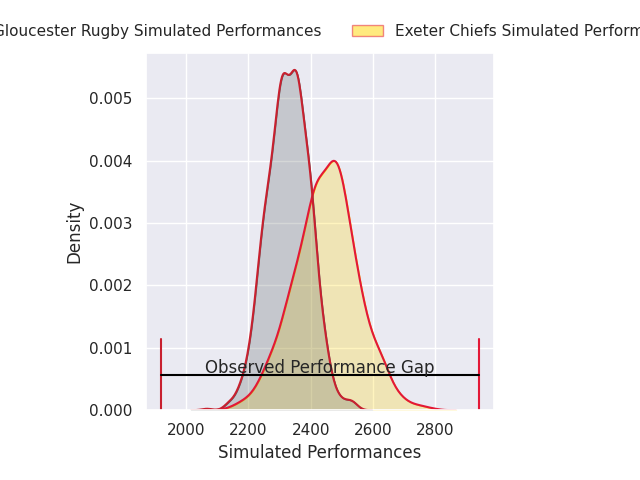 Gloucester Rugby Simulated Performances
Exeter Chiefs Simulated Perform
0.005
0.004
0.003
0.002
0.001
0.000
Density
Observed Performance Gap
2000 2200 2400 2600 2800
Simulated Performances